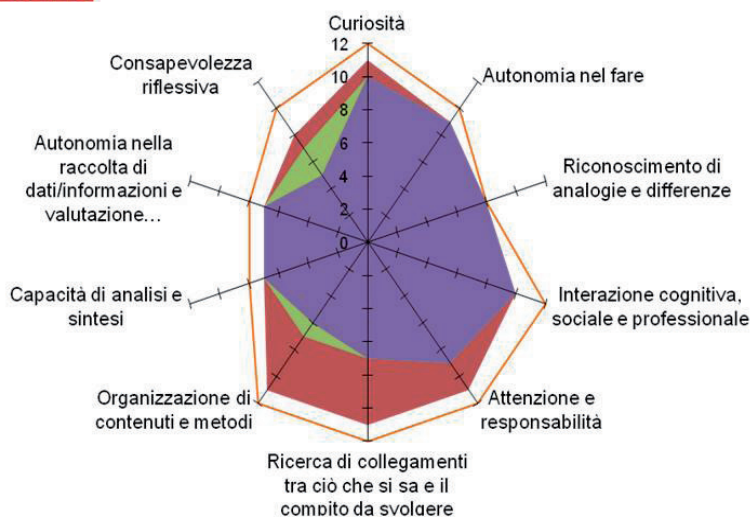 Curiosità
Autonomia nel fare
Riconoscimento di
analogie e differenze
Interazione cognitiva,
sociale e professionale
Attenzione e
responsabilità
Ricerca di collegamenti
tra ciò che si sa e il
compito da svolgere
Organizzazione di
contenuti e metodi
Capacità di analisi e
sintesi
Autonomia nella
raccolta di
dati/informazioni e
valutazione…
Consapevolezza
riflessiva
12
10
8
6
4
2
0